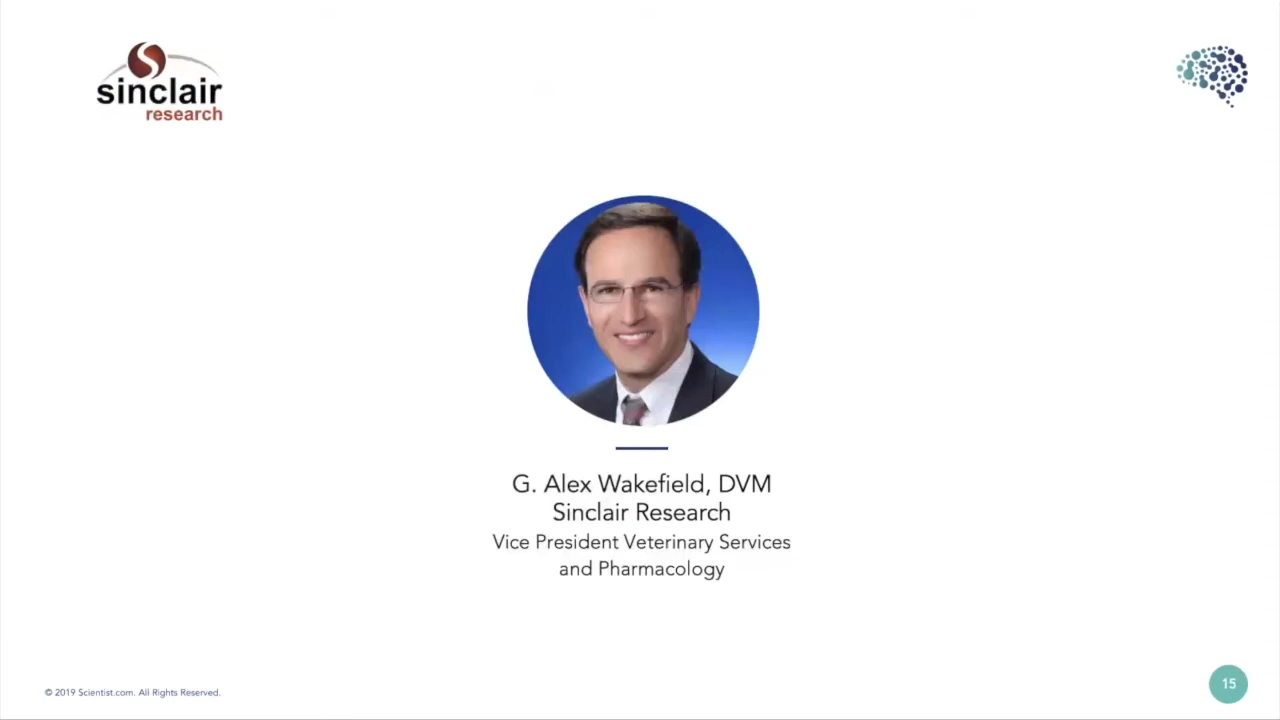 sinclair
research
G. Alex Wakefield, DVM
Sinclair Research
Vice President Veterinary Services
and Pharmacology
© 2019 Scientist.com. All Rights Reserved.
15